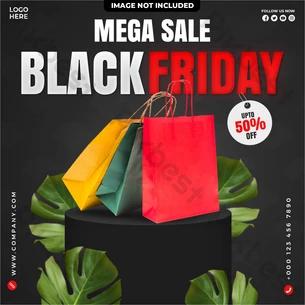 IMAGE NOT INCLUDED
LOGO
HERE
FOLLOW US NOW
MEGA SALE
BLACK FRIDAY
UPTO
50%
OFF
WWW.COMPANY.COM
+000 123 456 7890